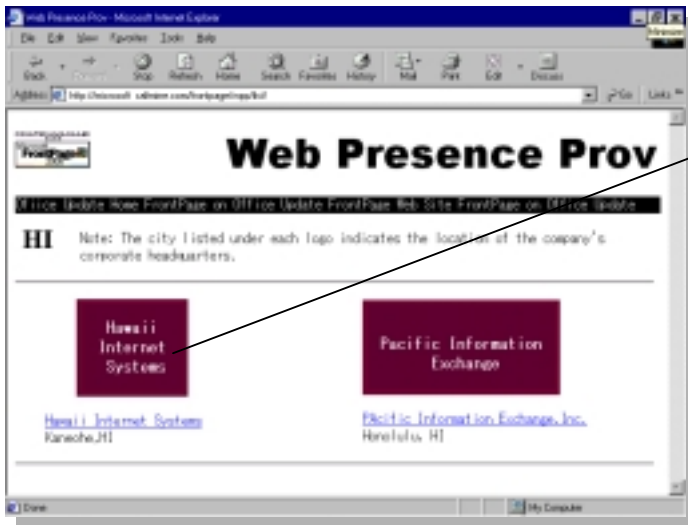 Web Presence Prov - Microsoft Internet Explorer
File Edit View Favorites Tools Help
Minimize
Back Stop Refresh Home Search Favorites History Mail Print Edit Discuss
Address Go Links
FrontPage
Web Presence Prov
Office Update Home FrontPage on Office Update FrontPage Web Site FrontPage on Office Update
HI Note: The city listed under each logo indicates the location of the company's
corporate headquarters.
Hawaii
Internet
Systems
Pacific Information
Exchange
Hawaii Internet Systems
Kaneohe,HI
PAcific Information Exchange,Inc.
Honolulu, HI
Done My Computer